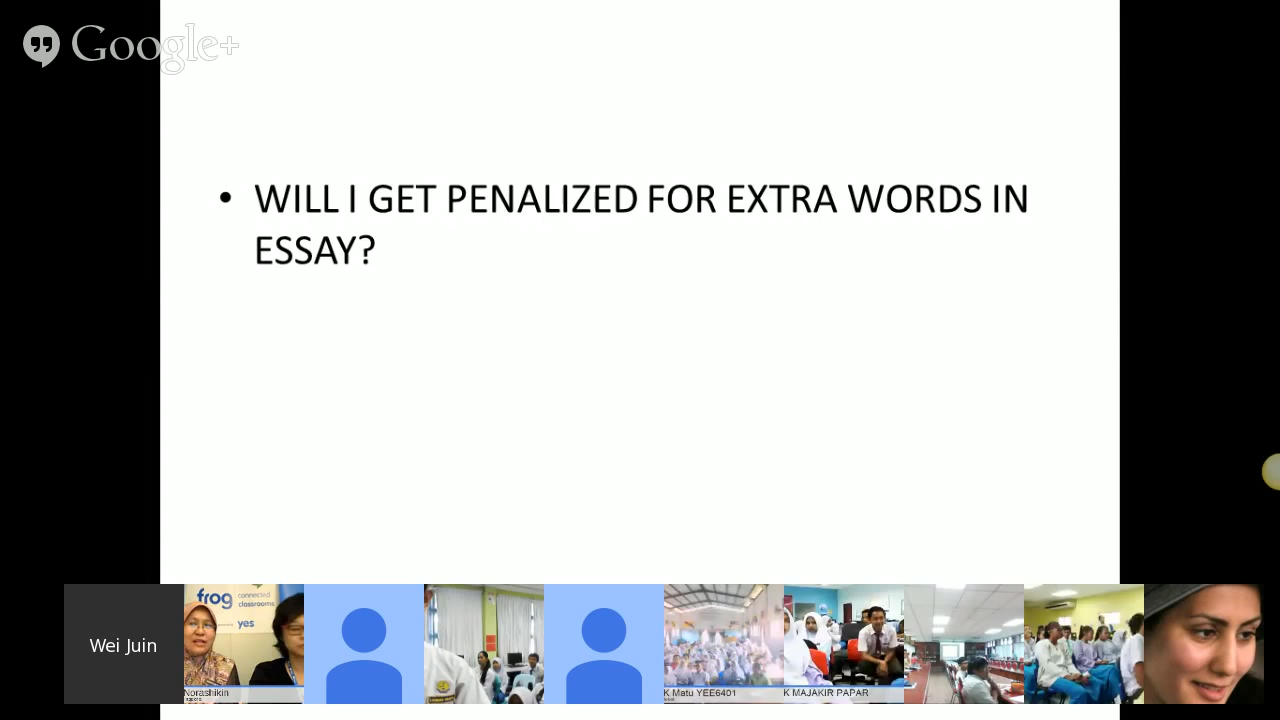 Google+
• WILL I GET PENALIZED FOR EXTRA WORDS IN
ESSAY?
Wei Juin
frog connected
classrooms
yes
Norashikin
K Matu YEE6401
K MAJAKIR PAPAR